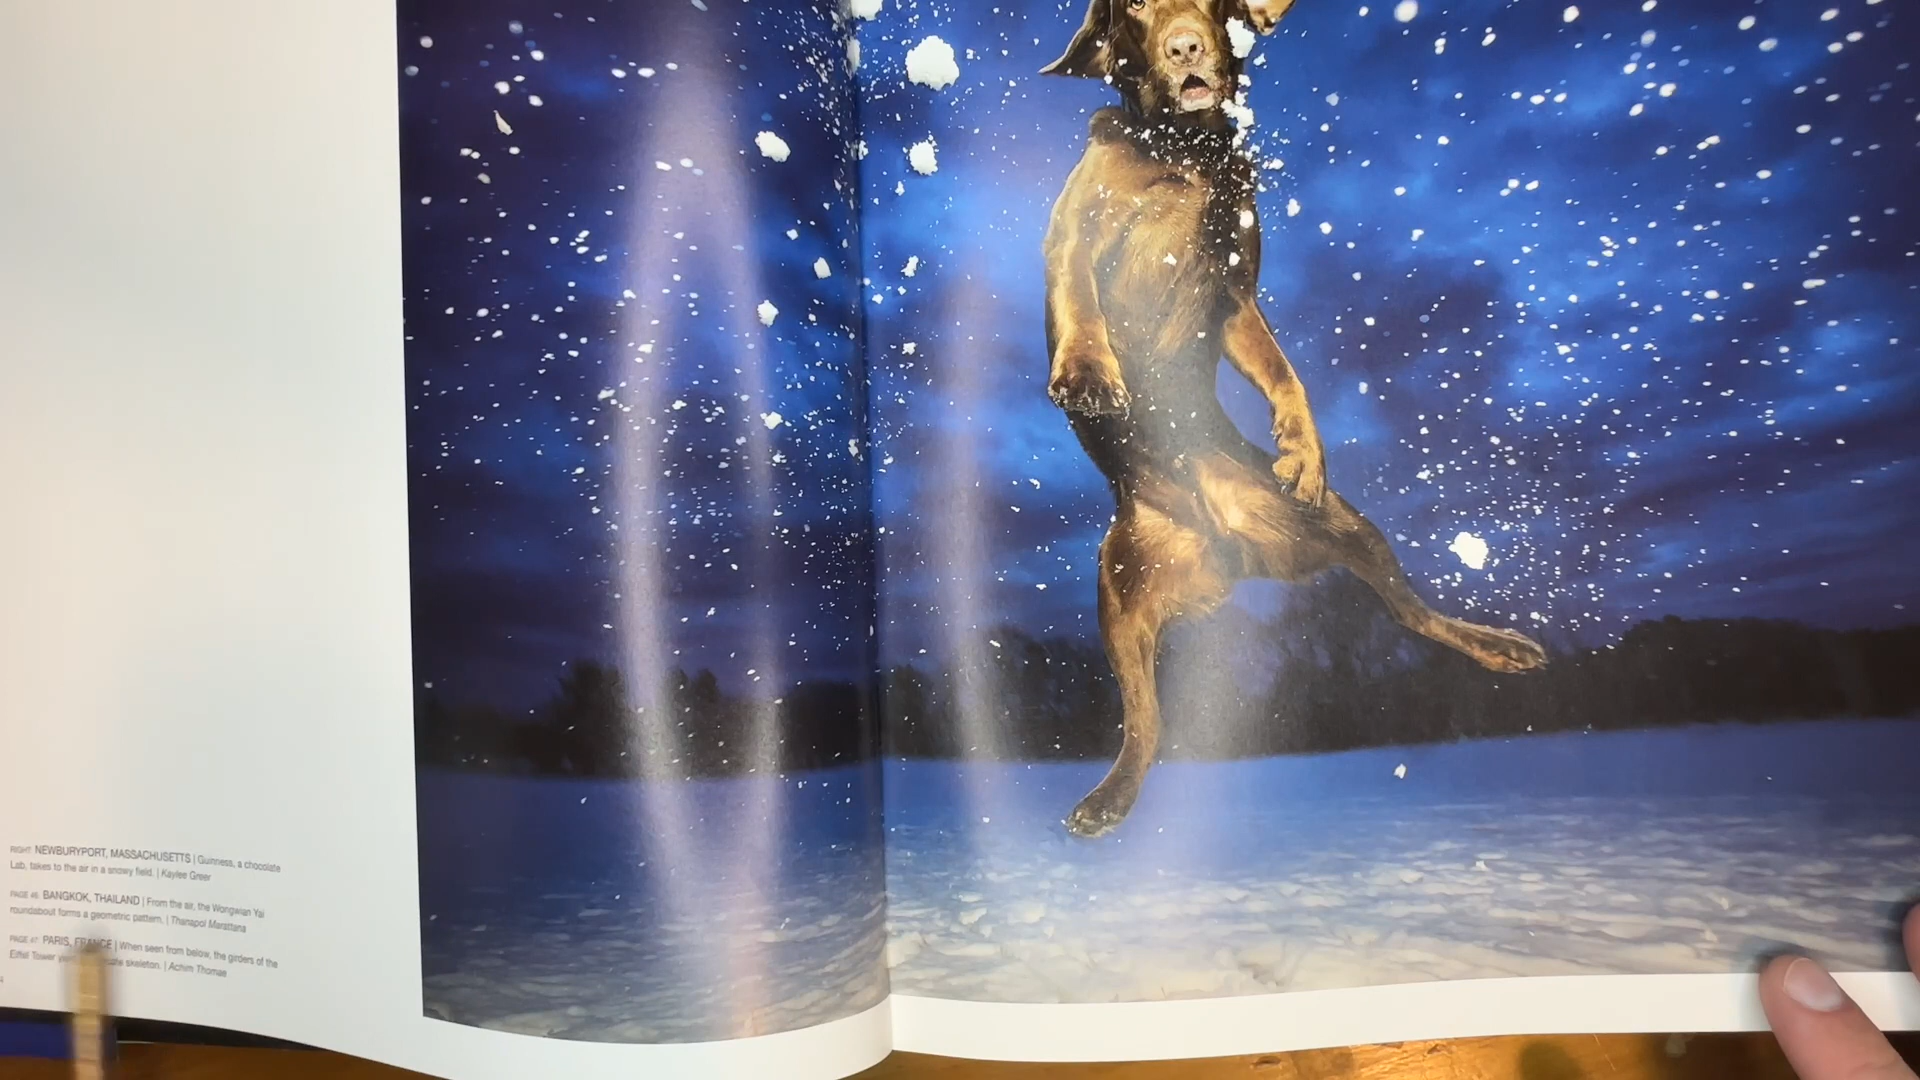 RIGHT: NEWBURYPORT, MASSACHUSETTS | Guinness, a chocolate
Lab, takes to the air in a snowy field. | Kaylee Greer
PAGE 46: BANGKOK, THAILAND | From the air, the Wongwian Yai
roundabout forms a geometric pattern. | Thanapol Marattana
PAGE 47: PARIS, FRANCE | When seen from below, the girders of the
Eiffel Tower skeleton. | Achim Thomae